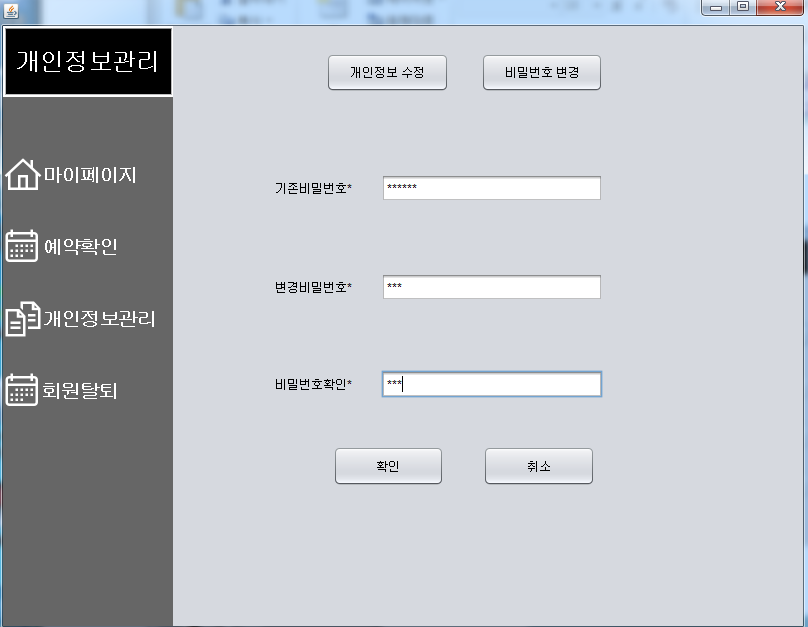 개인정보관리
개인정보 수정
비밀번호 변경
마이페이지
기존비밀번호*
******
예약확인
변경비밀번호*
***
개인정보관리
비밀번호확인*
***
회원탈퇴
확인
취소